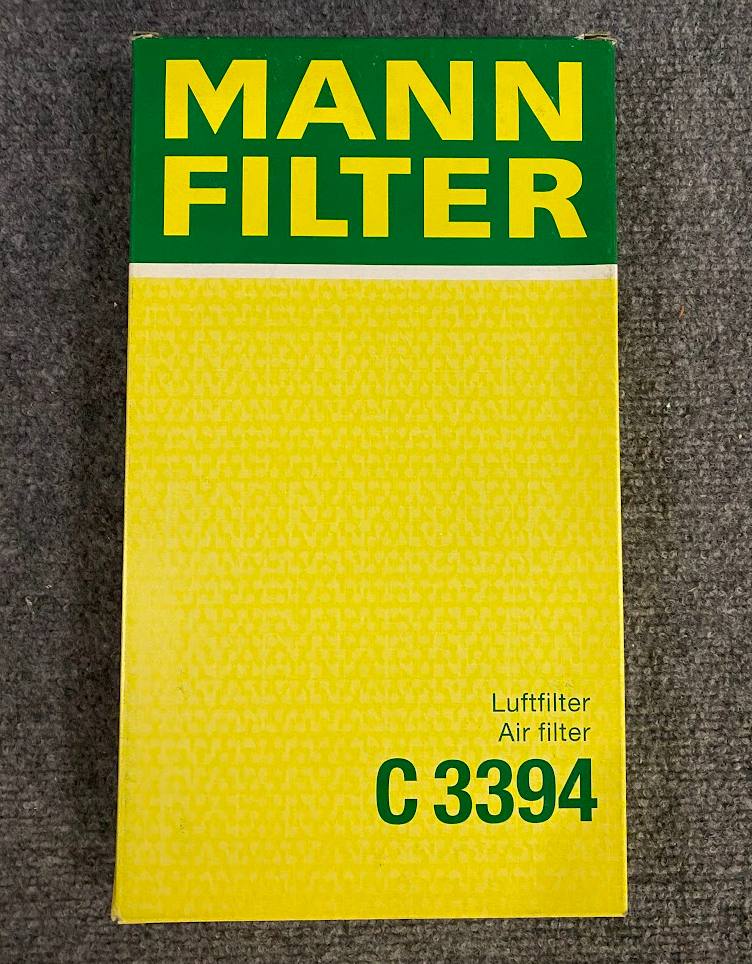 MANN
FILTER
Luftfilter
Air filter
C 3394